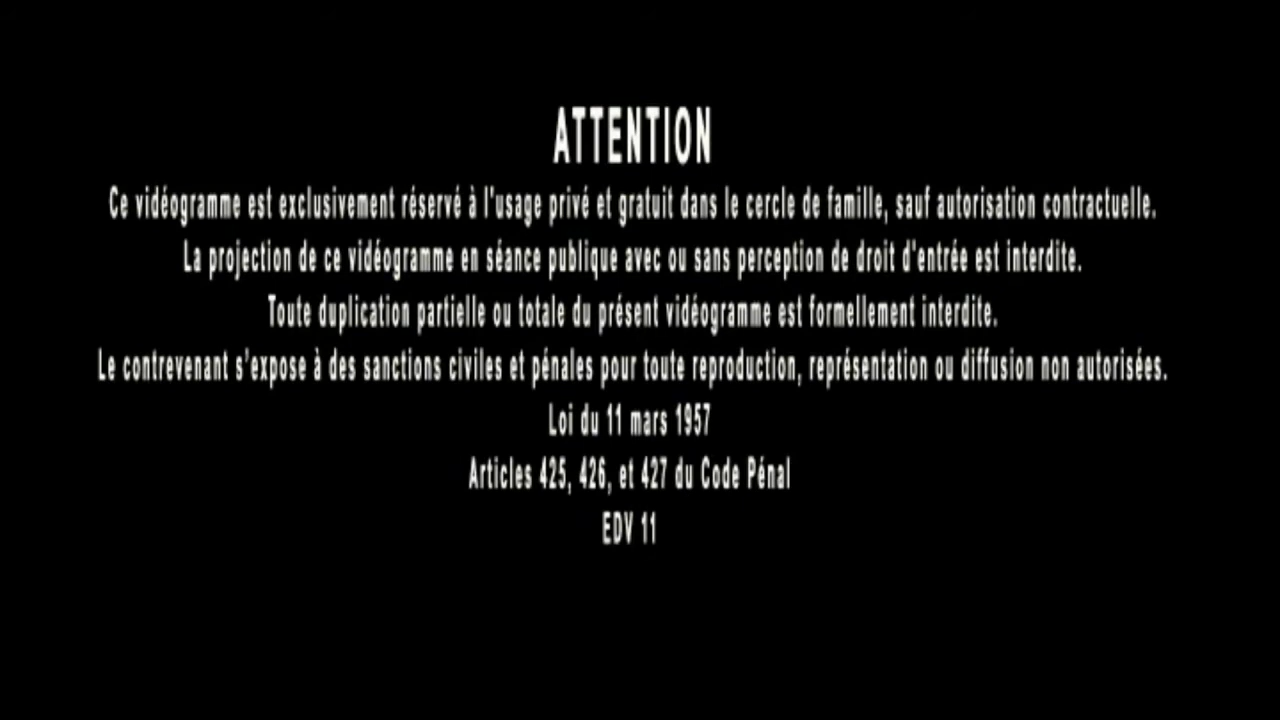 ATTENTION
Ce vidéogramme est exclusivement réservé à l'usage privé et gratuit dans le cercle de famille, sauf autorisation contractuelle.
La projection de ce vidéogramme en séance publique avec ou sans perception de droit d'entrée est interdite.
Toute duplication partielle ou totale du présent vidéogramme est formellement interdite.
Le contrevenant s'expose à des sanctions civiles et pénales pour toute reproduction, représentation ou diffusion non autorisées.
Loi du 11 mars 1957
Articles 425, 426, et 427 du Code Pénal
EDV 11